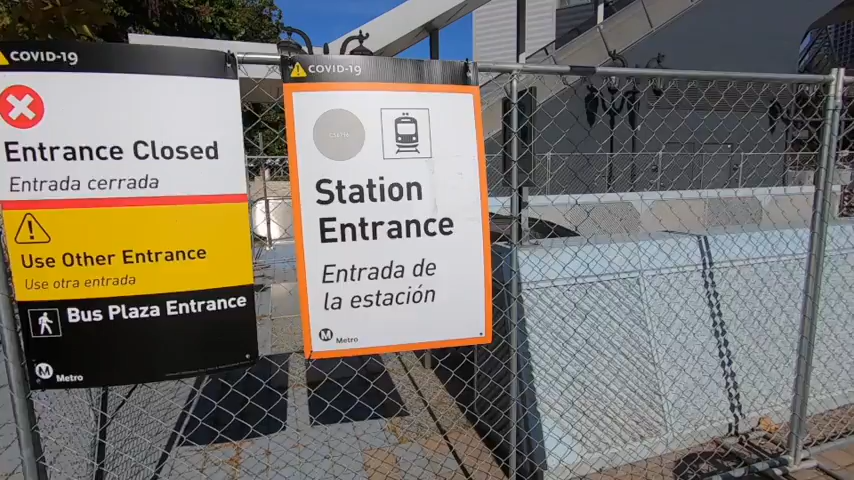 COVID-19
Entrance Closed
Entrada cerrada
Use Other Entrance
Use otra entrada
Bus Plaza Entrance
M Metro
COVID-19
Station
Entrance
Entrada de
la estación
M Metro